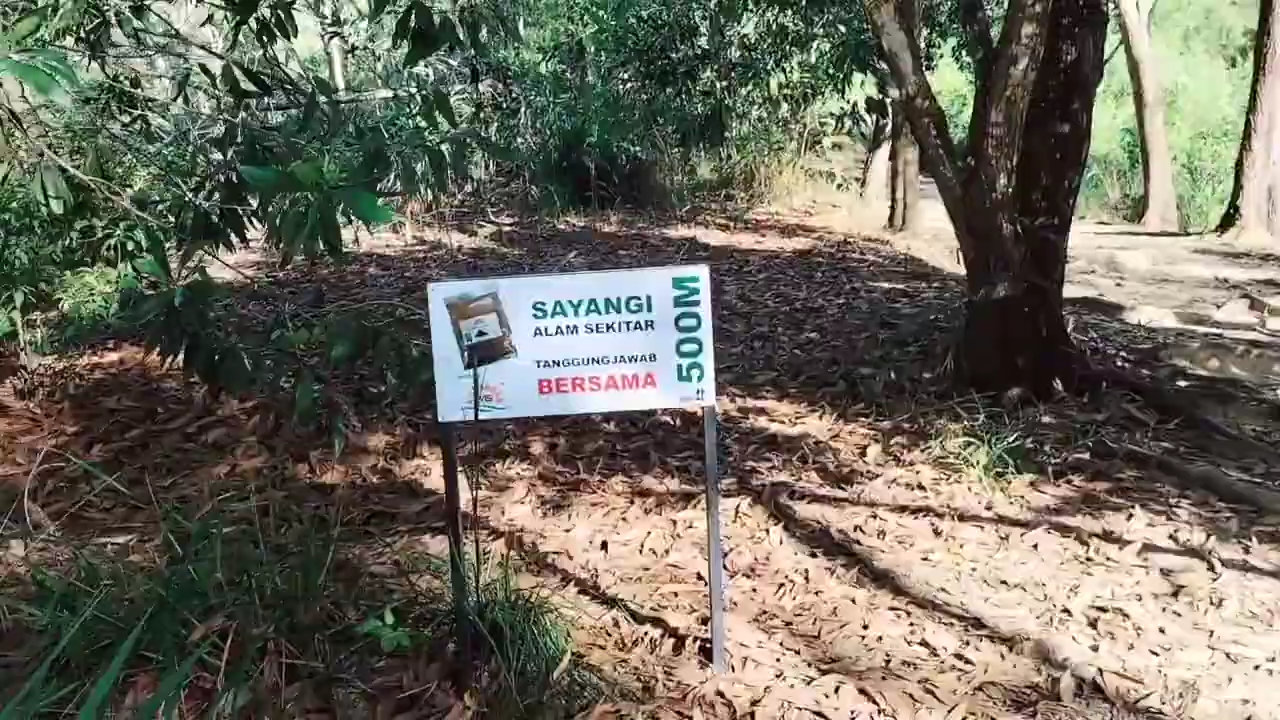 SAYANGI
ALAM SEKITAR
TANGGUNGJAWAB
BERSAMA
500M